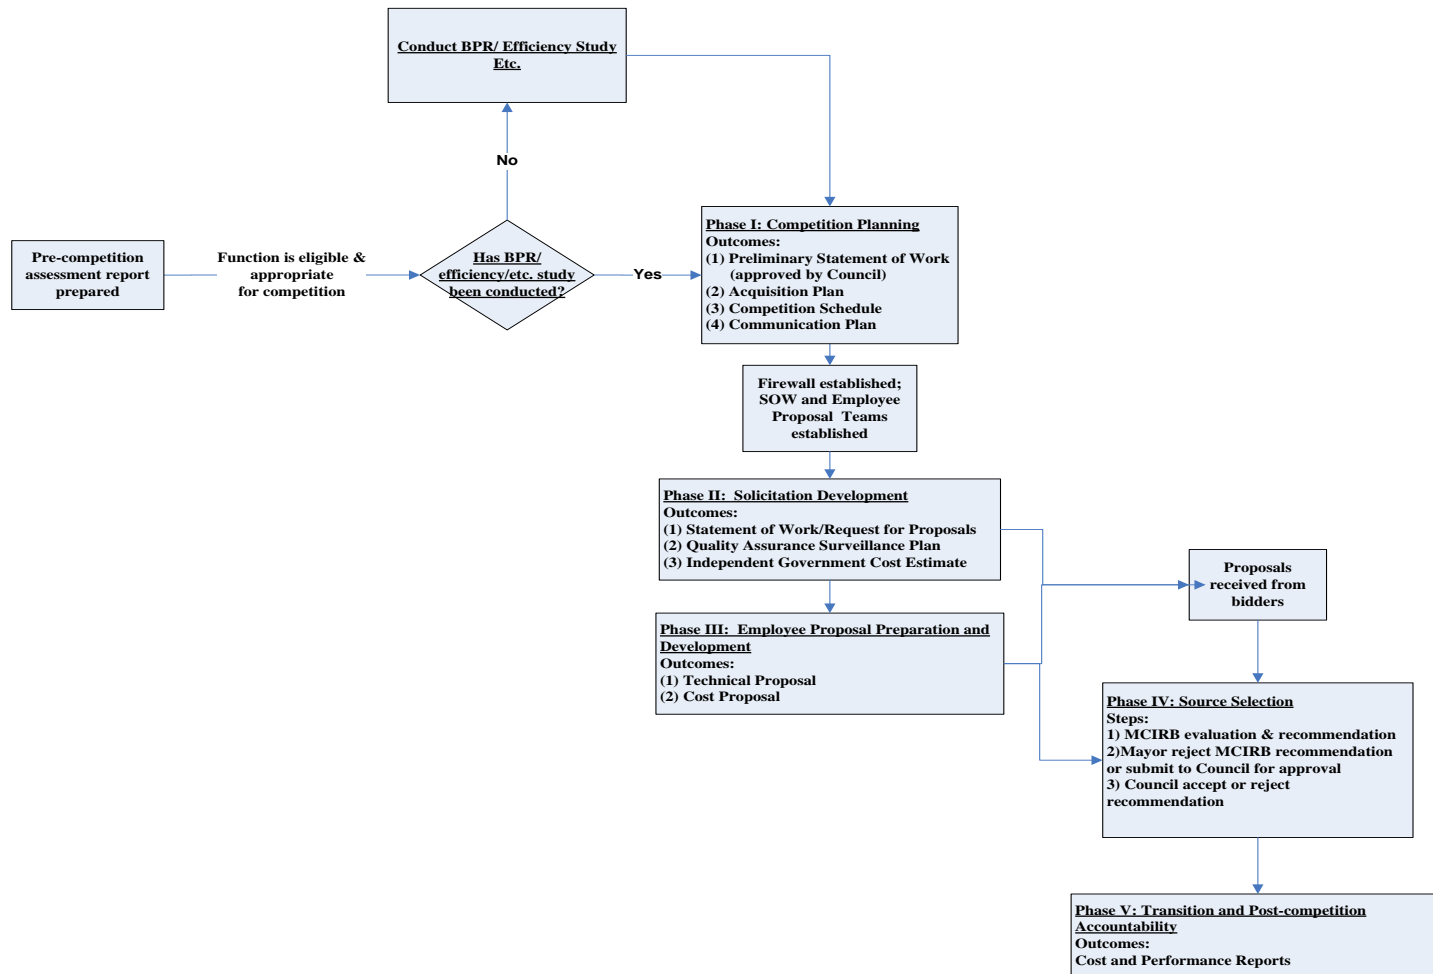 Conduct BPR/ Efficiency Study
Etc.
No
Pre-competition
assessment report
prepared
Function is eligible &
appropriate
for competition
Has BPR/
efficiency/etc. study
been conducted?
Yes
Phase I: Competition Planning
Outcomes:
(1) Preliminary Statement of Work
(approved by Council)
(2) Acquisition Plan
(3) Competition Schedule
(4) Communication Plan
Firewall established;
SOW and Employee
Proposal Teams
established
Phase II: Solicitation Development
Outcomes:
(1) Statement of Work/Request for Proposals
(2) Quality Assurance Surveillance Plan
(3) Independent Government Cost Estimate
Proposals
received from
bidders
Phase III: Employee Proposal Preparation and
Development
Outcomes:
(1) Technical Proposal
(2) Cost Proposal
Phase IV: Source Selection
Steps:
1) MCIRB evaluation & recommendation
2)Mayor reject MCIRB recommendation
or submit to Council for approval
3) Council accept or reject
recommendation
Phase V: Transition and Post-competition
Accountability
Outcomes:
Cost and Performance Reports